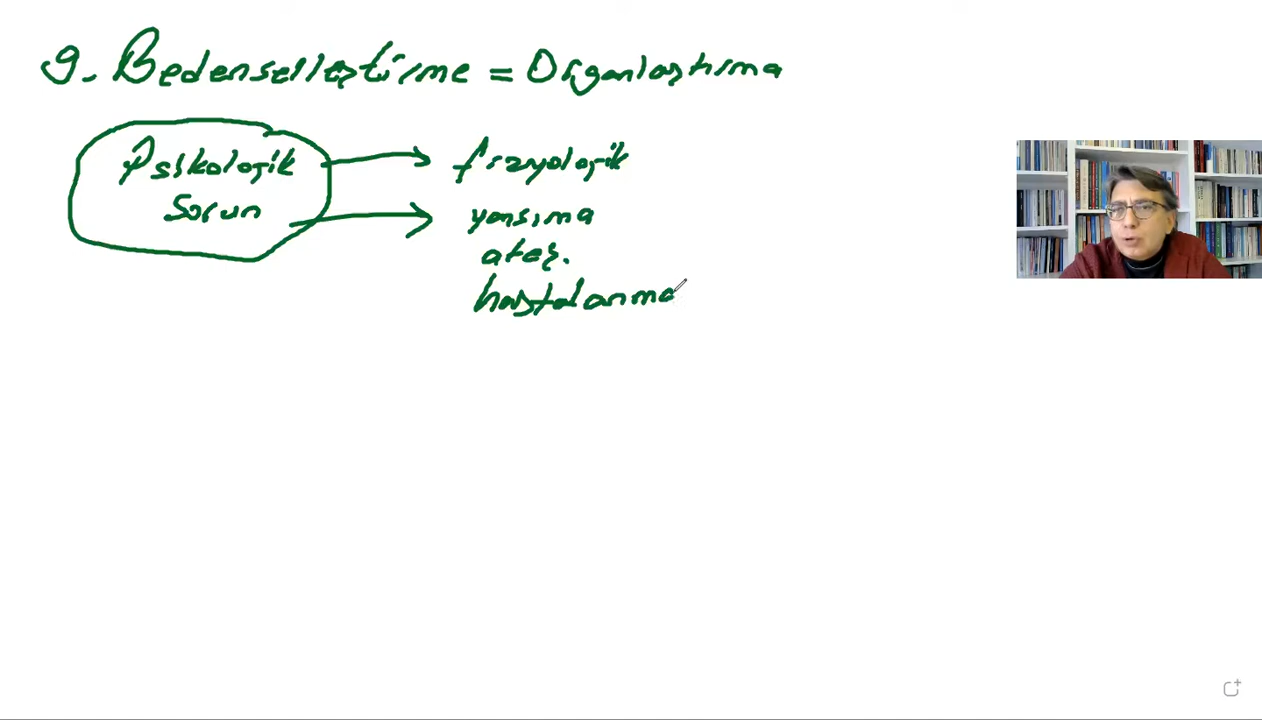 9. Bedenselleştirme = Organlaştırma
Psikolojik → fizyolojik
Sorun → yansıma
ateş.
hastalanma